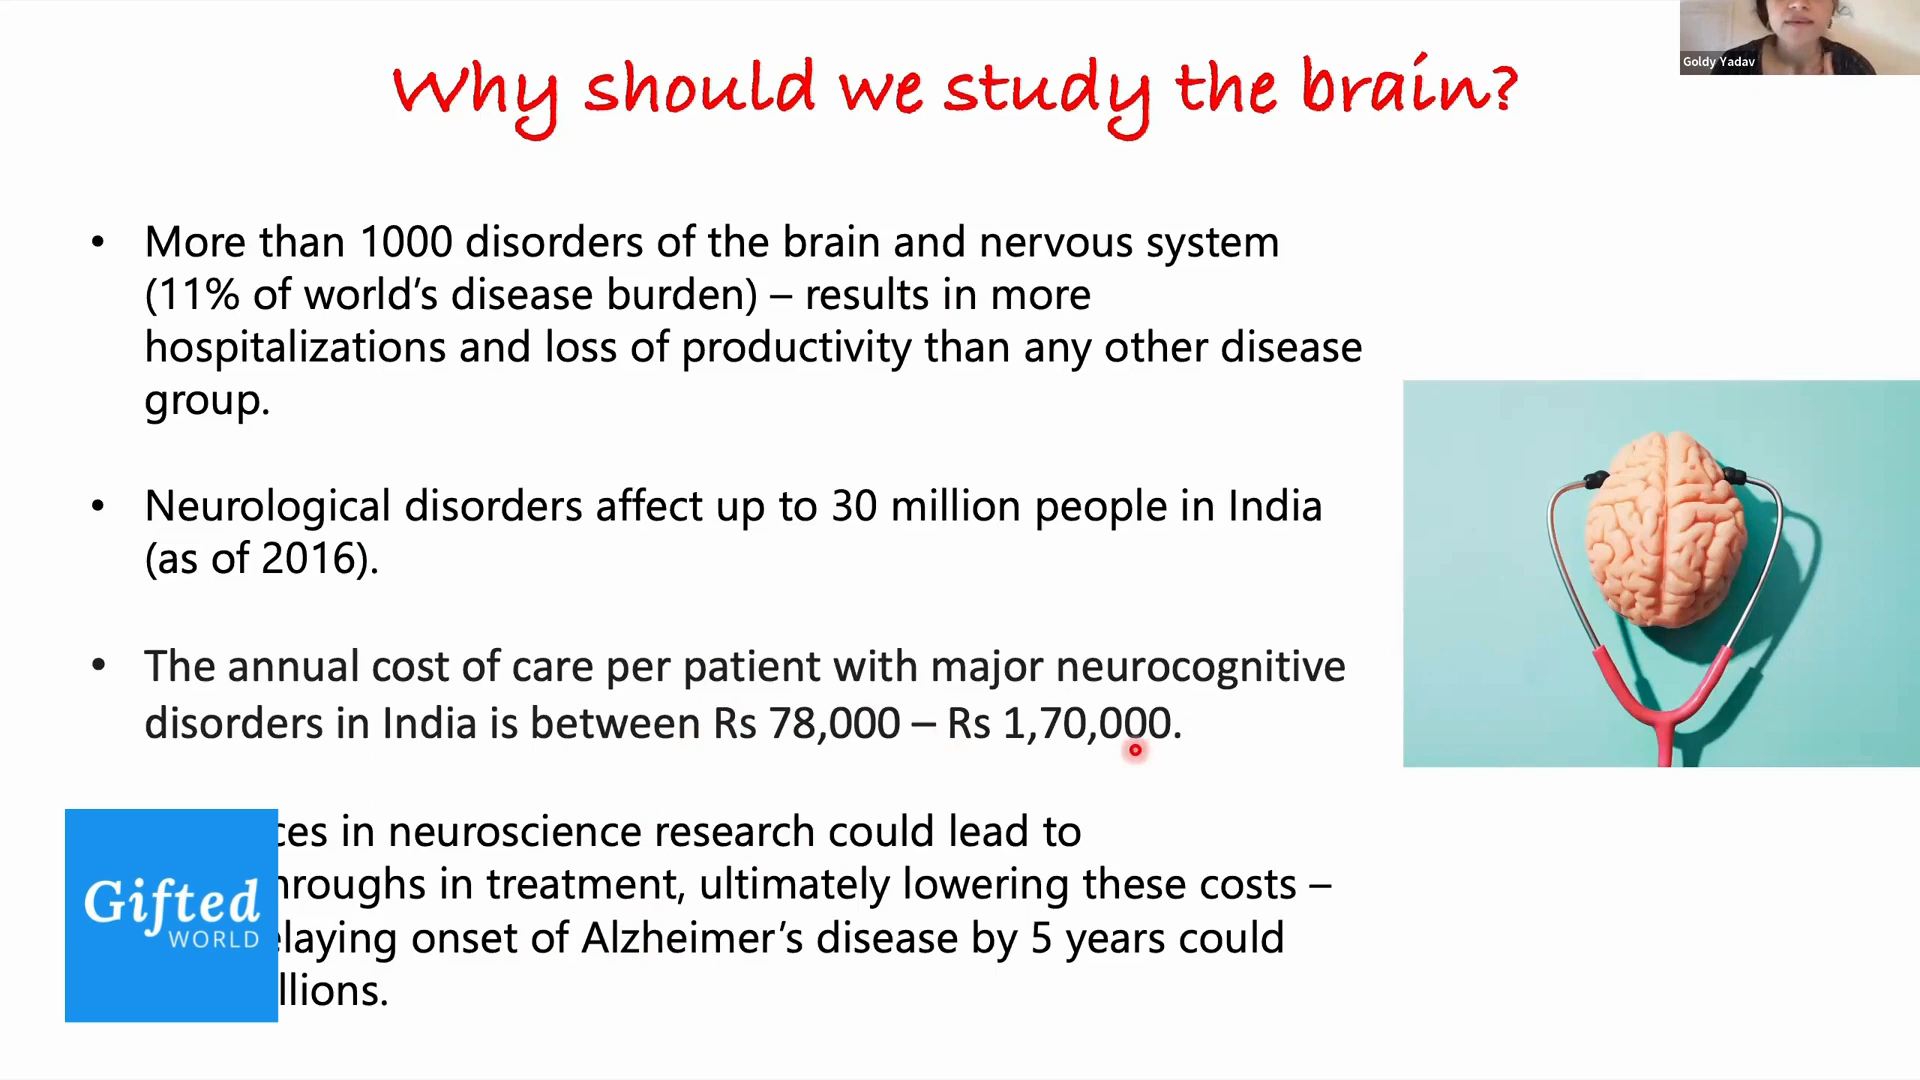 Why should we study the brain?
Goldy Yadav
• More than 1000 disorders of the brain and nervous system
(11% of world’s disease burden) – results in more
hospitalizations and loss of productivity than any other disease
group.
• Neurological disorders affect up to 30 million people in India
(as of 2016).
• The annual cost of care per patient with major neurocognitive
disorders in India is between Rs 78,000 – Rs 1,70,000.
in neuroscience research could lead to
in treatment, ultimately lowering these costs –
onset of Alzheimer’s disease by 5 years could
Gifted
WORLD